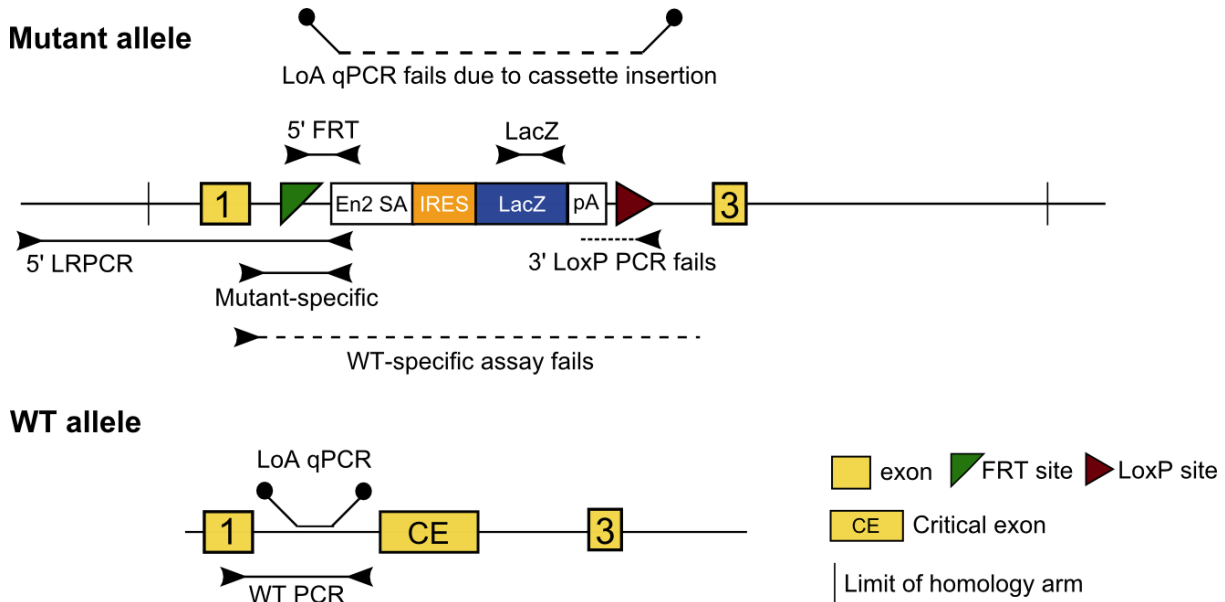 Mutant allele
LoA qPCR fails due to cassette insertion
5' FRT
LacZ
1
En2 SA
IRES
LacZ
pA
3
5' LRPCR
3' LoxP PCR fails
Mutant-specific
WT-specific assay fails
WT allele
LoA qPCR
1
CE
3
WT PCR
exon
FRT site
LoxP site
CE
Critical exon
Limit of homology arm